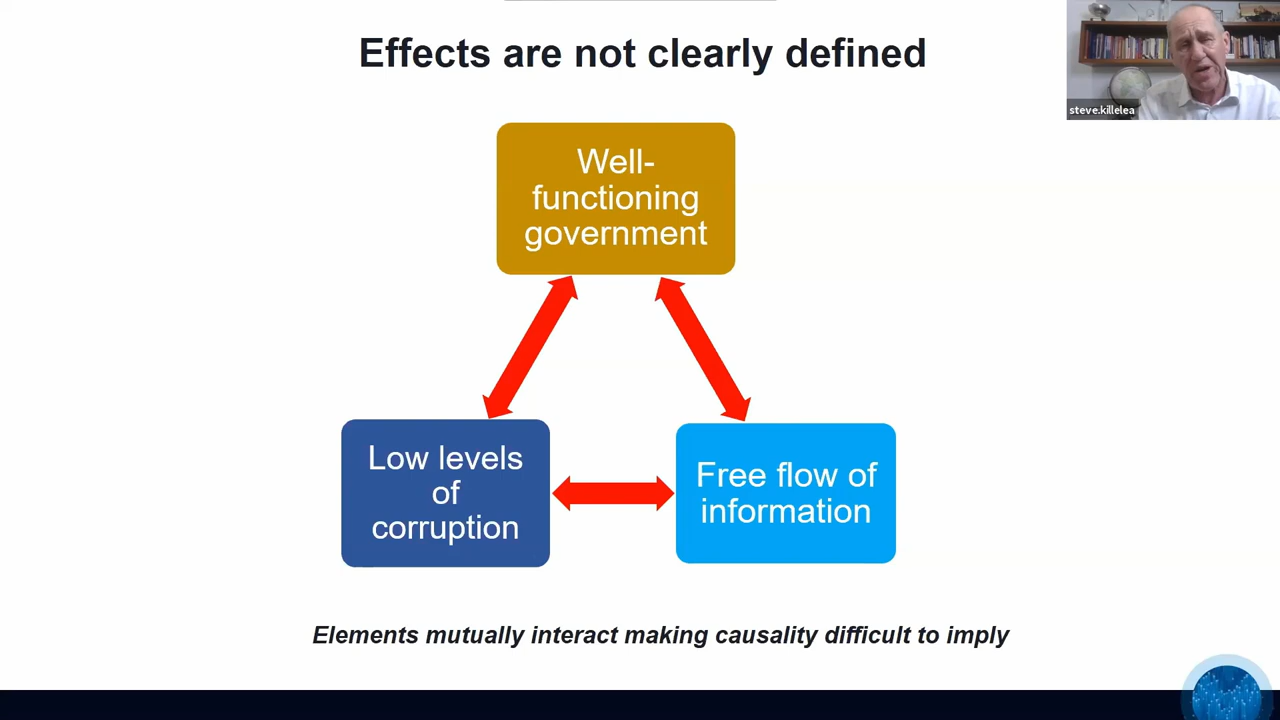 Effects are not clearly defined
steve.killelea
Well-
functioning
government
Low levels
of
corruption
Free flow of
information
Elements mutually interact making causality difficult to imply